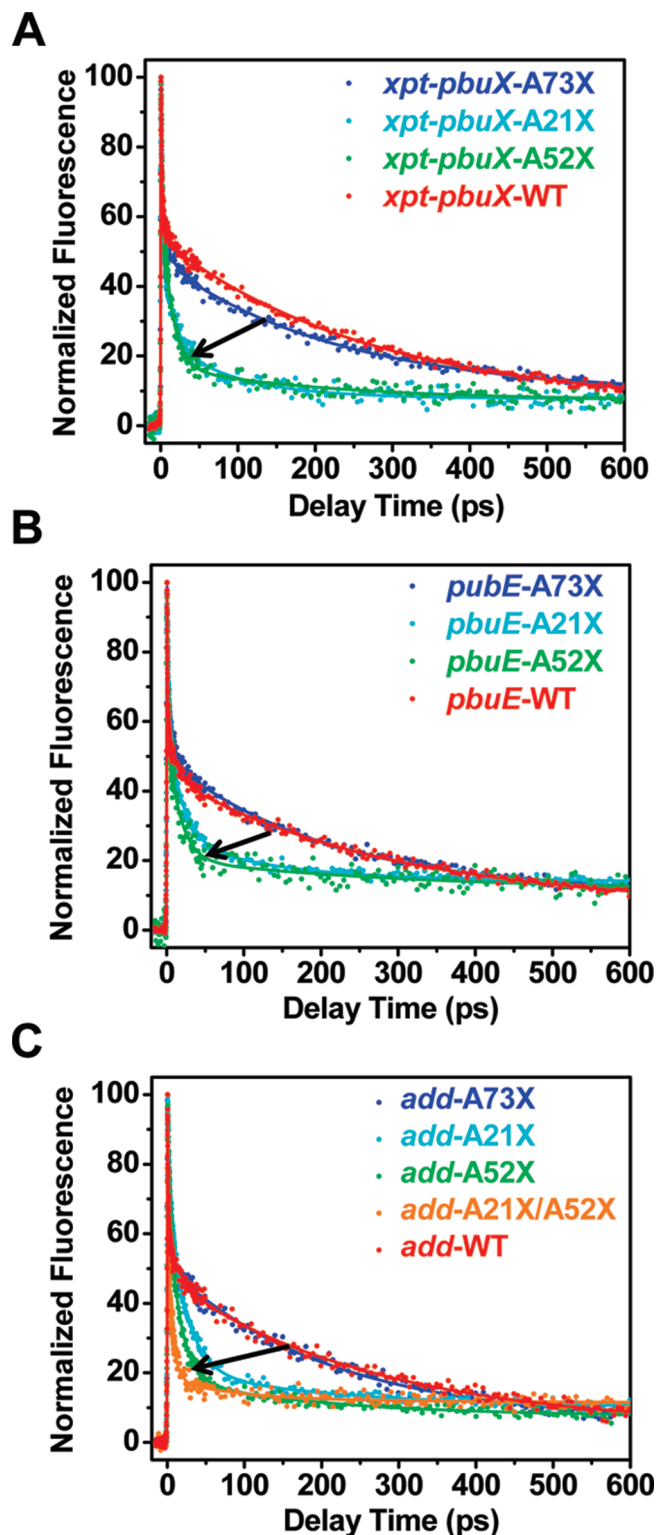 A
100
80
60
40
20
0
Normalized Fluorescence
xpt-pbuX-A73X
xpt-pbuX-A21X
xpt-pbuX-A52X
xpt-pbuX-WT
0 100 200 300 400 500 600
Delay Time (ps)
B
100
80
60
40
20
0
Normalized Fluorescence
pubE-A73X
pbuE-A21X
pbuE-A52X
pbuE-WT
0 100 200 300 400 500 600
Delay Time (ps)
C
100
80
60
40
20
0
Normalized Fluorescence
add-A73X
add-A21X
add-A52X
add-A21X/A52X
add-WT
0 100 200 300 400 500 600
Delay Time (ps)